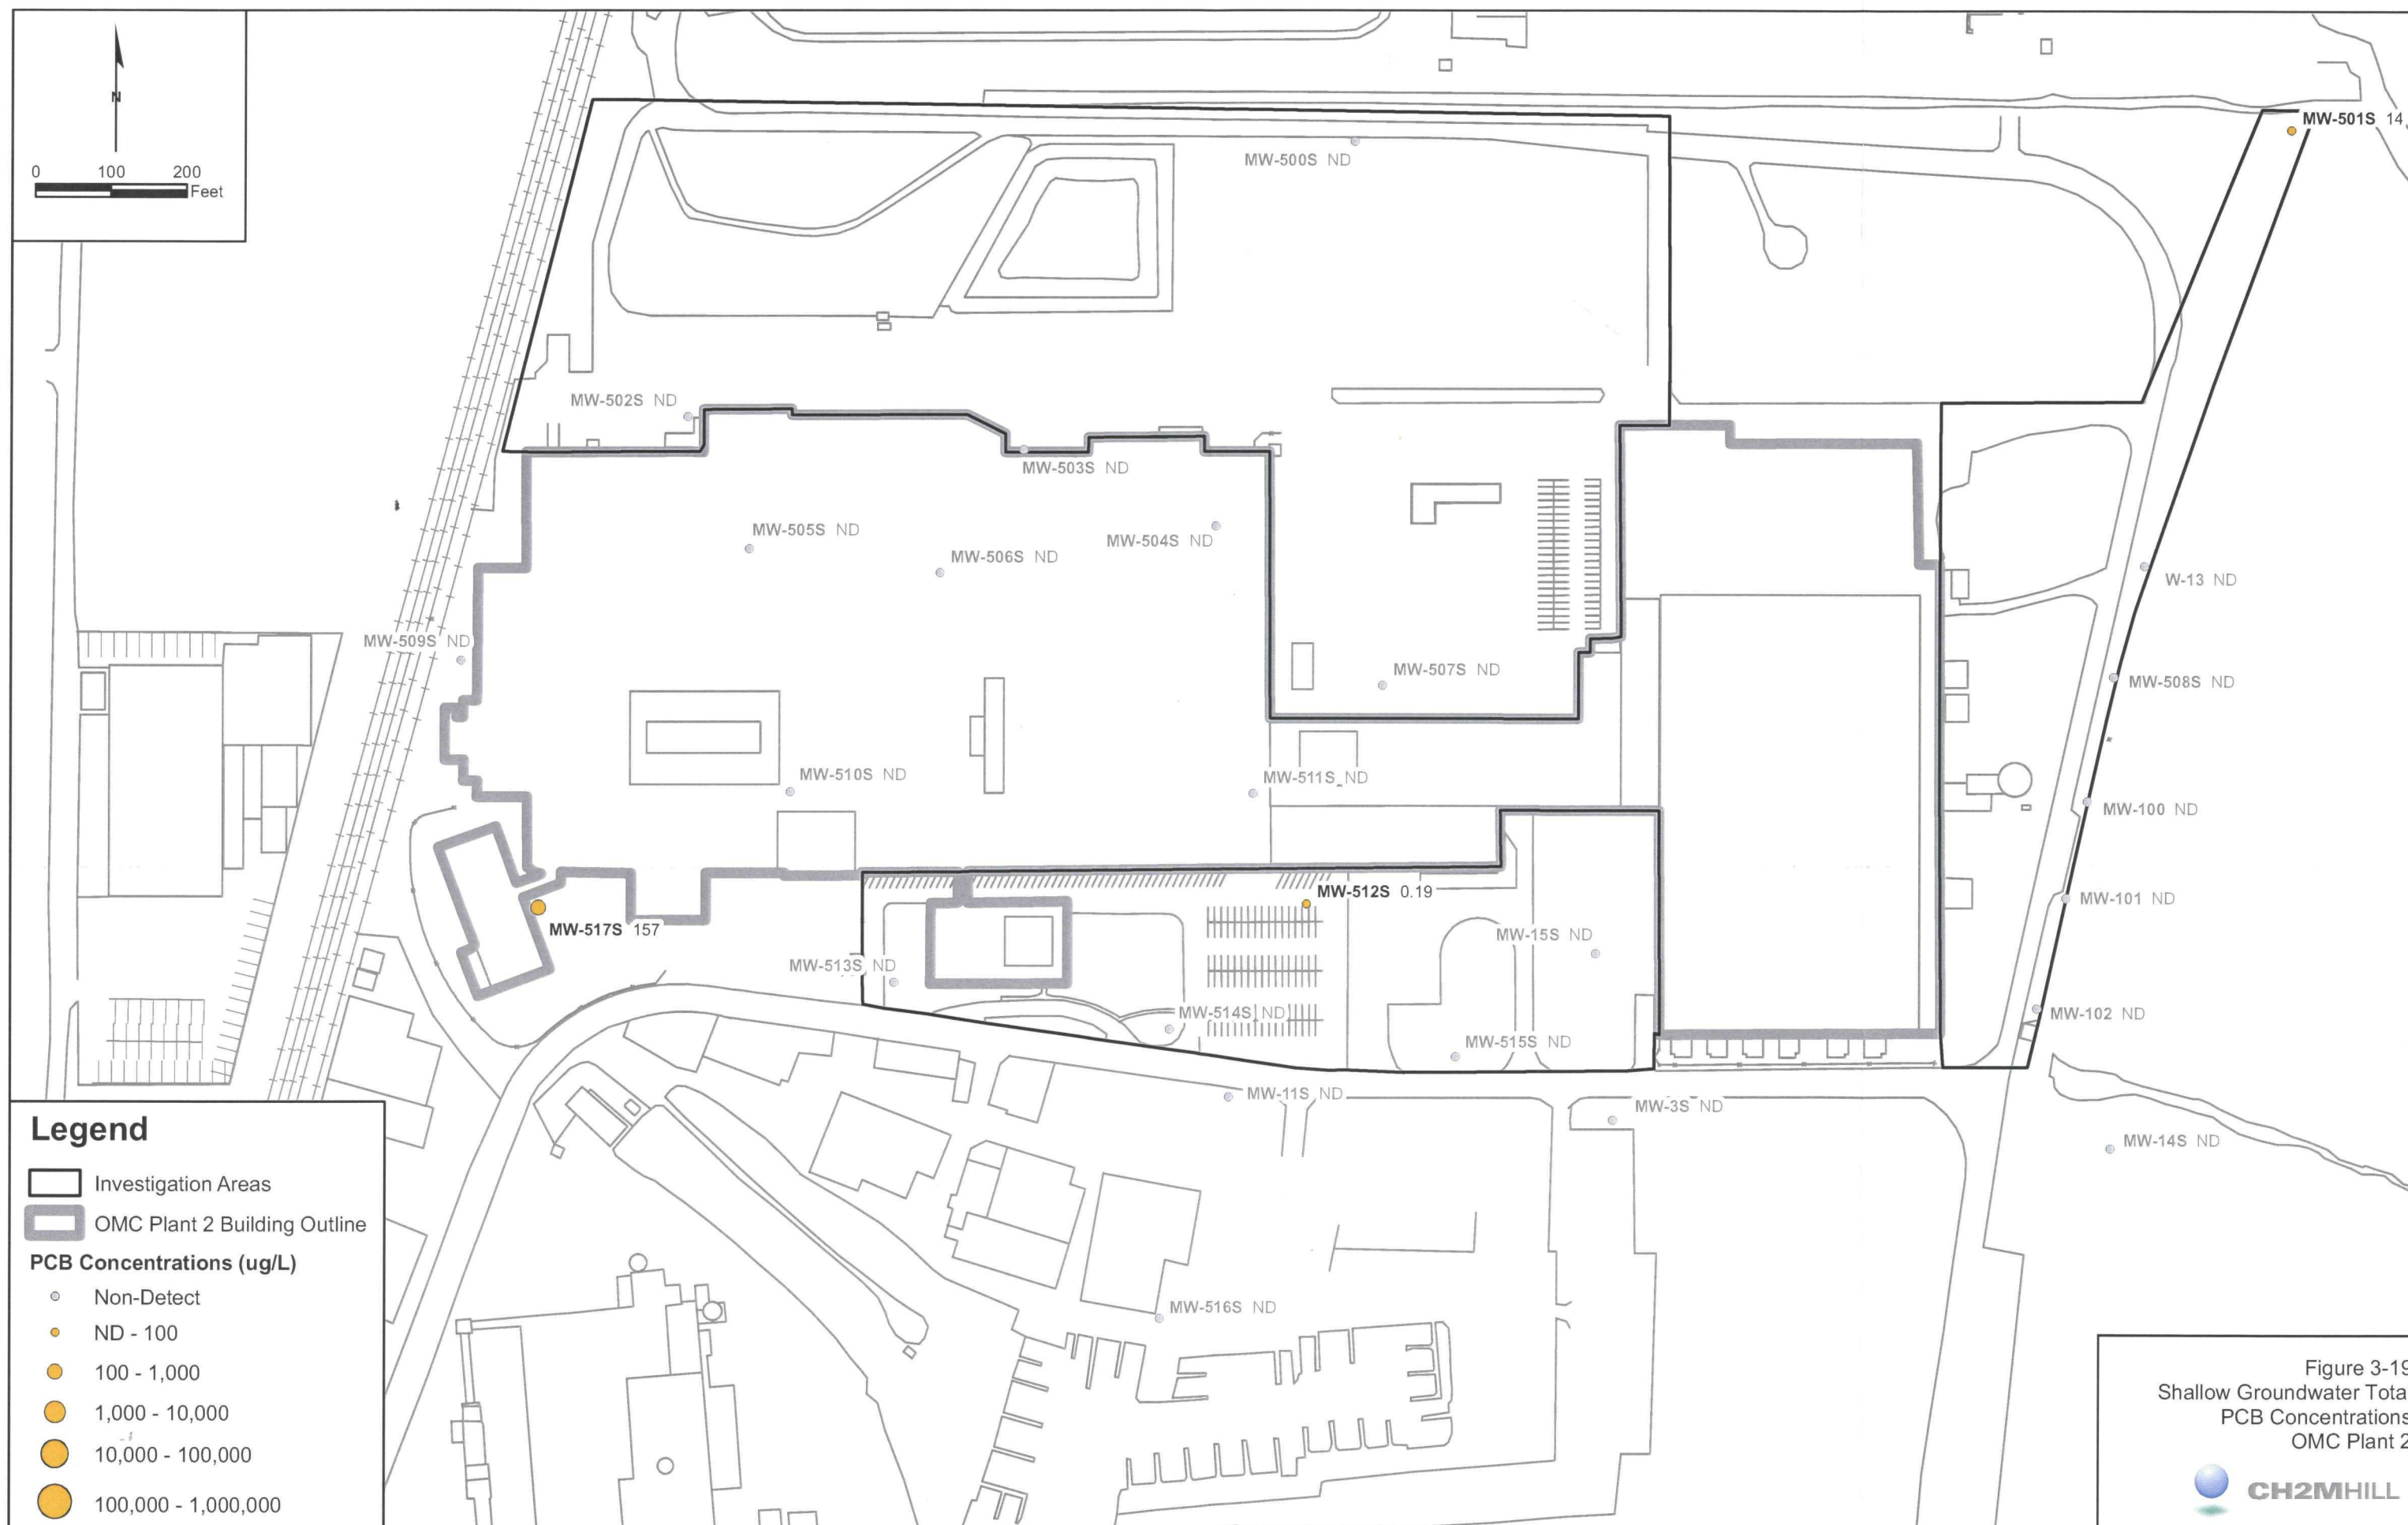 N
0 100 200
Feet
MW-501S 14
MW-500S ND
MW-502S ND
MW-503S ND
MW-505S ND
MW-504S ND
MW-506S ND
W-13 ND
MW-509S ND
MW-507S ND
MW-508S ND
MW-510S ND
MW-511S ND
MW-100 ND
MW-512S 0.19
MW-101 ND
MW-517S 157
MW-15S ND
MW-513S ND
MW-514S ND
MW-102 ND
MW-515S ND
MW-11S ND
MW-3S ND
MW-14S ND
MW-516S ND
Legend
Investigation Areas
OMC Plant 2 Building Outline
PCB Concentrations (ug/L)
Non-Detect
ND - 100
100 - 1,000
1,000 - 10,000
10,000 - 100,000
100,000 - 1,000,000
Figure 3-19
Shallow Groundwater Total
PCB Concentrations
OMC Plant 2
CH2MHILL